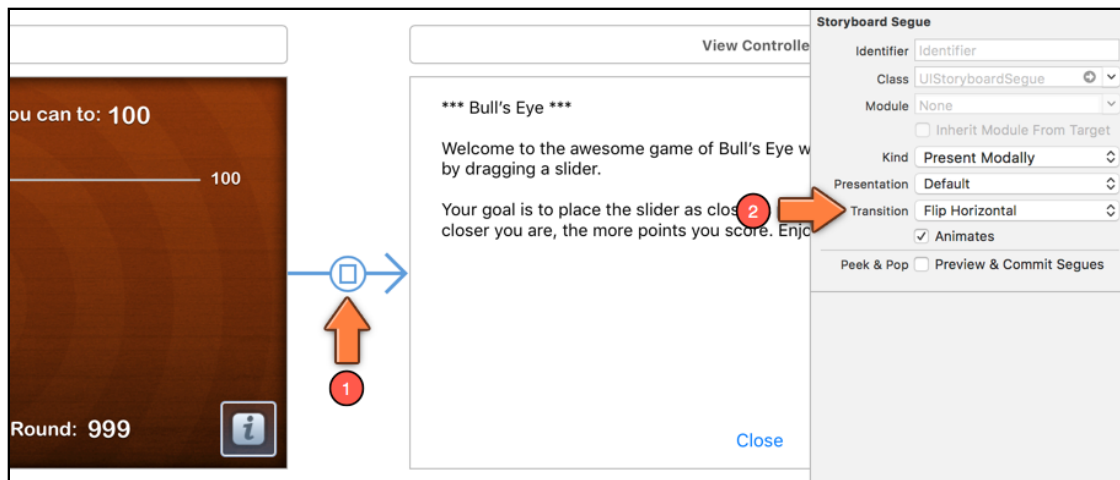 ou can to: 100
100
Round: 999
i
1
View Controlle
*** Bull's Eye ***
Welcome to the awesome game of Bull's Eye w
by dragging a slider.
Your goal is to place the slider as clos
closer you are, the more points you score. Enjo
Close
2
Storyboard Segue
Identifier Identifier
Class UIStoryboardSegue
Module None
Inherit Module From Target
Kind Present Modally
Presentation Default
Transition Flip Horizontal
Animates
Peek & Pop Preview & Commit Segues